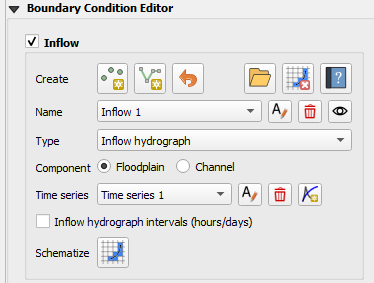 Boundary Condition Editor
Inflow
Create
Name Inflow 1
Type Inflow hydrograph
Component Floodplain Channel
Time series Time series 1
Inflow hydrograph intervals (hours/days)
Schematize